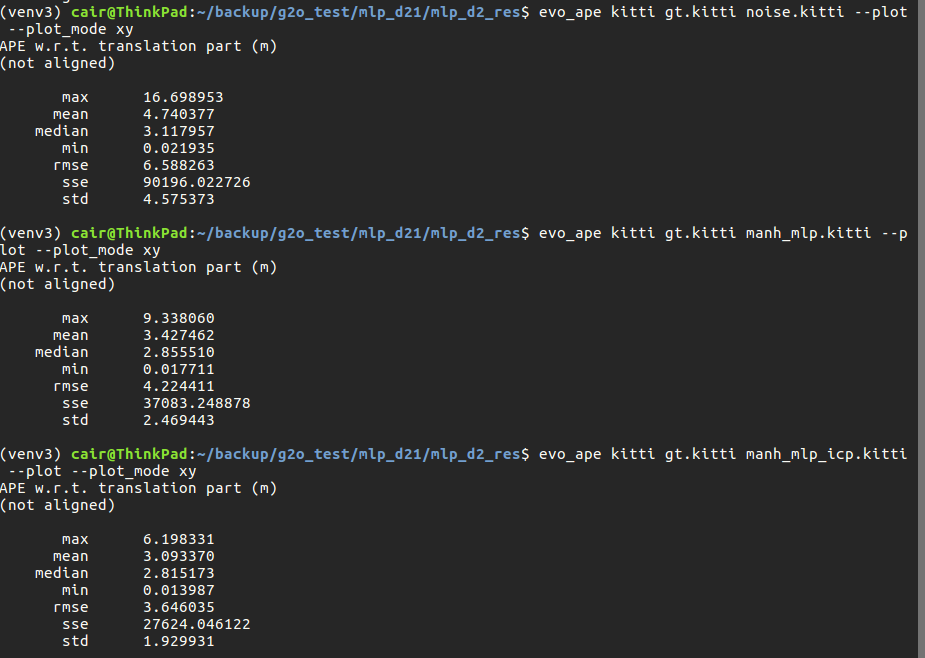 (venv3) cair@ThinkPad:~/backup/g2o_test/mlp_d21/mlp_d2_res$ evo_ape kitti gt.kitti noise.kitti --plot
 --plot_mode xy
APE w.r.t. translation part (m)
(not aligned)
max 16.698953
mean 4.740377
median 3.117957
min 0.021935
rmse 6.588263
sse 90196.022726
std 4.575373
(venv3) cair@ThinkPad:~/backup/g2o_test/mlp_d21/mlp_d2_res$ evo_ape kitti gt.kitti manh_mlp.kitti --p
lot --plot_mode xy
APE w.r.t. translation part (m)
(not aligned)
max 9.338060
mean 3.427462
median 2.855510
min 0.017711
rmse 4.224411
sse 37083.248878
std 2.469443
(venv3) cair@ThinkPad:~/backup/g2o_test/mlp_d21/mlp_d2_res$ evo_ape kitti gt.kitti manh_mlp_icp.kitti
 --plot --plot_mode xy
APE w.r.t. translation part (m)
(not aligned)
max 6.198331
mean 3.093370
median 2.815173
min 0.013987
rmse 3.646035
sse 27624.046122
std 1.929931